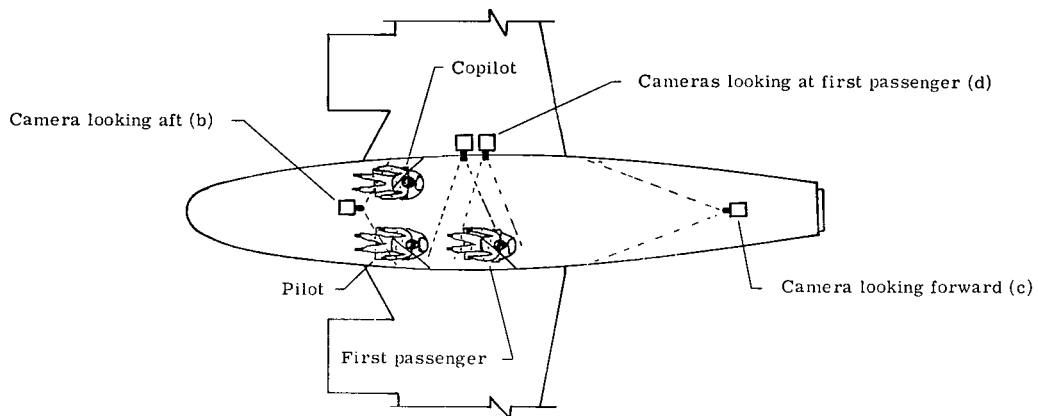 Copilot
Cameras looking at first passenger (d)
Camera looking aft (b)
Pilot
Camera looking forward (c)
First passenger